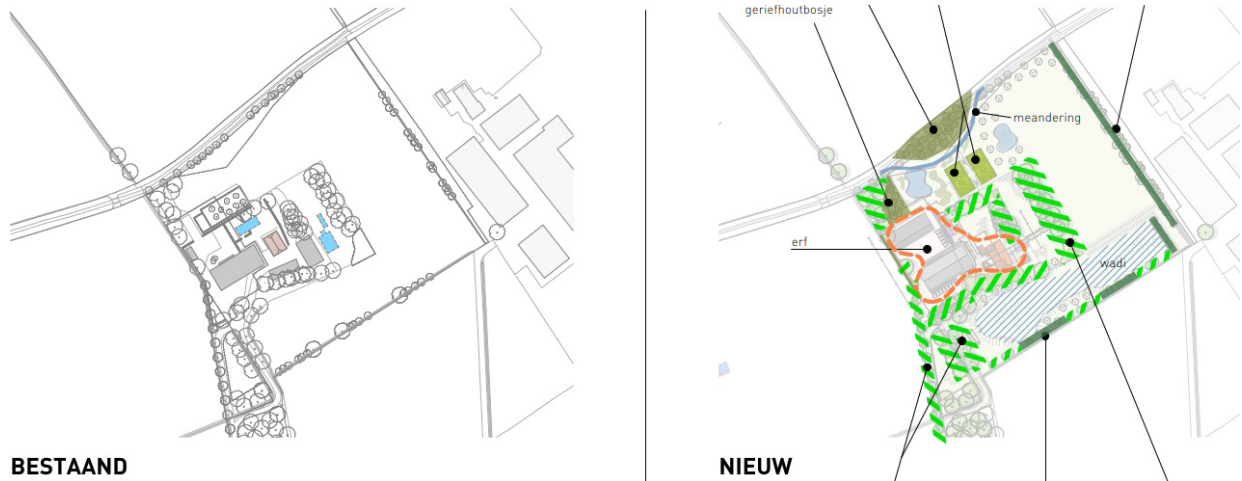 geriefhoutbosje
meandering
erf
wadi
BESTAAND
NIEUW